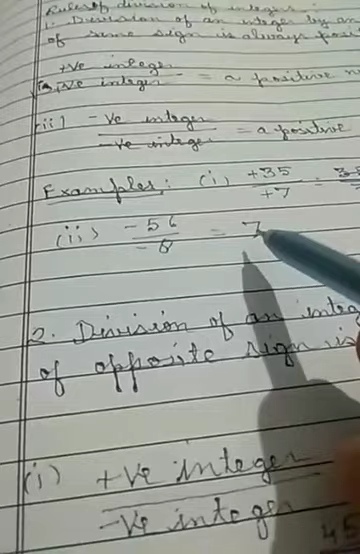 Rules of division of integers:
1. Division of an integer by an
of same sign is always posi
(i) +ve integer
+ve integer = a positive
(ii) -ve integer
-ve integer = a positive
Examples: (i) +35
+7 = 35
(ii) -56
-8 = 7
2. Division of an integ
of opposite sign is
(i) +ve integer
-ve integer
45